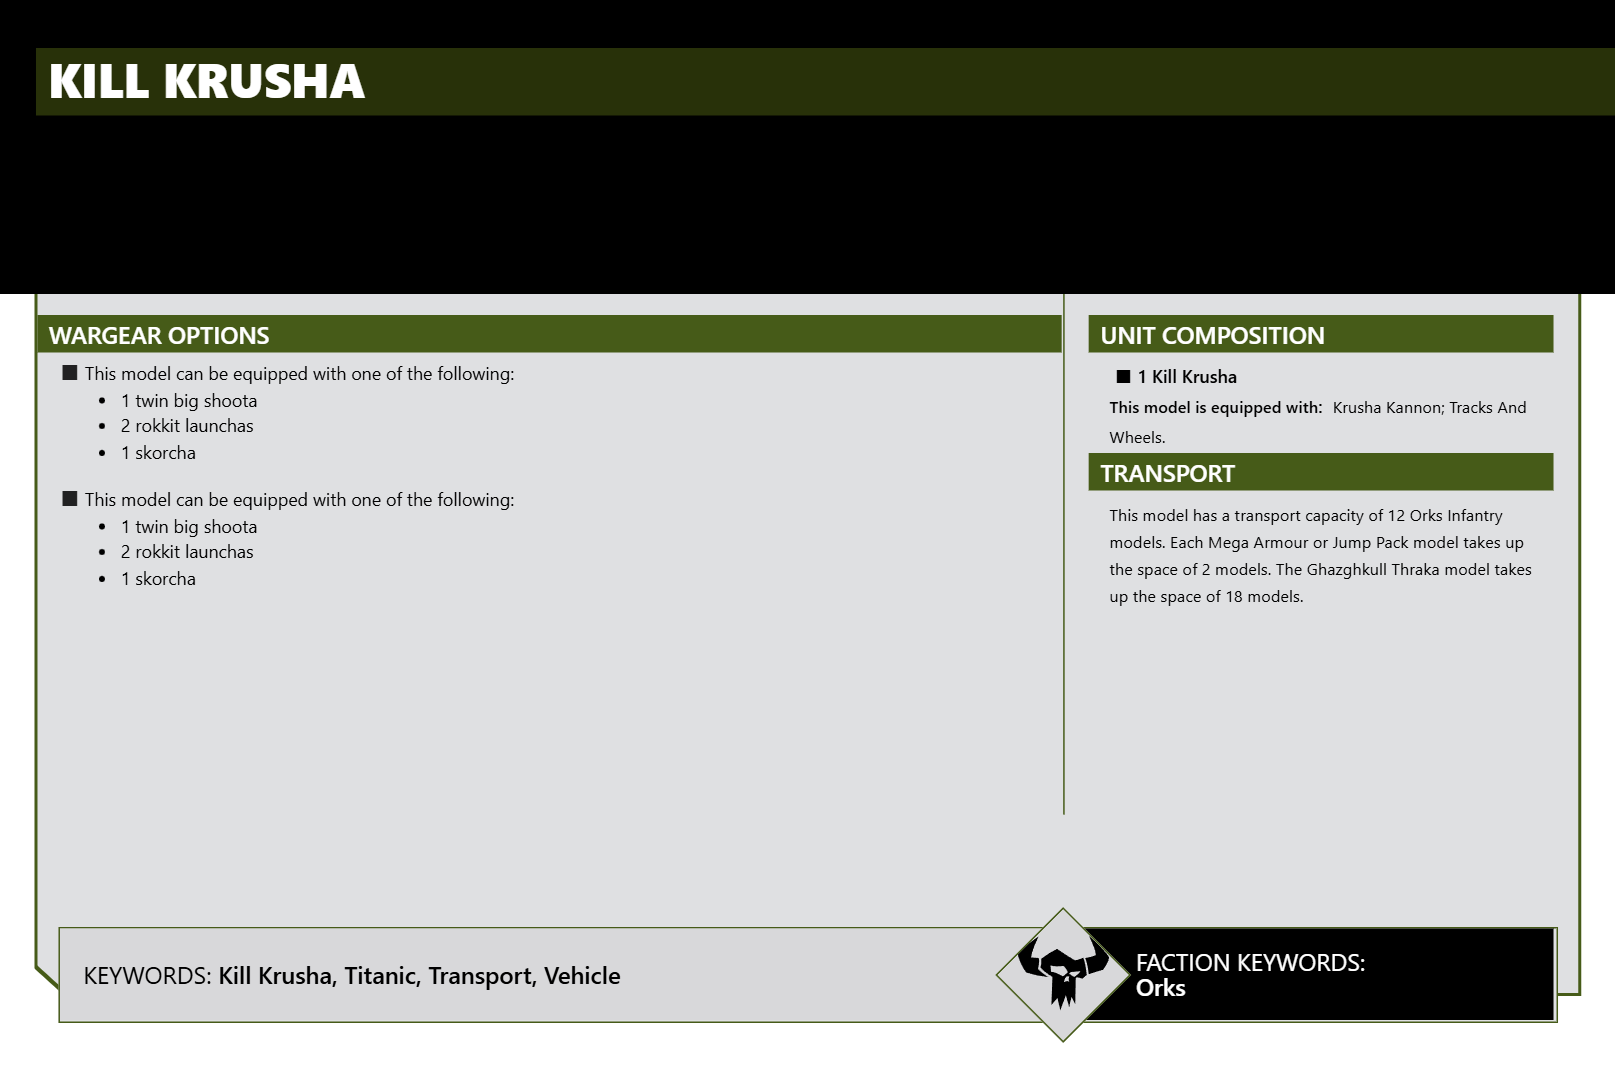 KILL KRUSHA
WARGEAR OPTIONS
■ This model can be equipped with one of the following:
• 1 twin big shoota
• 2 rokkit launchas
• 1 skorcha
■ This model can be equipped with one of the following:
• 1 twin big shoota
• 2 rokkit launchas
• 1 skorcha
UNIT COMPOSITION
■ 1 Kill Krusha
This model is equipped with: Krusha Kannon; Tracks And
Wheels.
TRANSPORT
This model has a transport capacity of 12 Orks Infantry
models. Each Mega Armour or Jump Pack model takes up
the space of 2 models. The Ghazghkull Thraka model takes
up the space of 18 models.
KEYWORDS: Kill Krusha, Titanic, Transport, Vehicle
FACTION KEYWORDS:
Orks